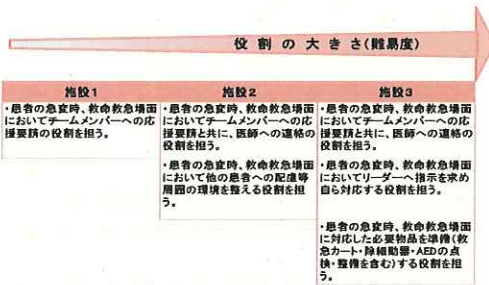 役割の大きさ(難易度)
施設1
・患者の急変時、救命救急場面
においてチームメンバーへの応
援要請の役割を担う。
施設2
・患者の急変時、救命救急場面
においてチームメンバーへの応
援要請と共に、医師への連絡の
役割を担う。
・患者の急変時、救命救急場面
において他の患者への配慮等
周囲の環境を整える役割を担
う。
施設3
・患者の急変時、救命救急場面
においてチームメンバーへの応
援要請と共に、医師への連絡の
役割を担う。
・患者の急変時、救命救急場面
においてリーダーへ指示を求め
自ら対応する役割を担う。
・患者の急変時、救命救急場面
に対応した必要物品を準備(救
急カート・除細動器・AEDの点
検・整備を含む)する役割を担
う。